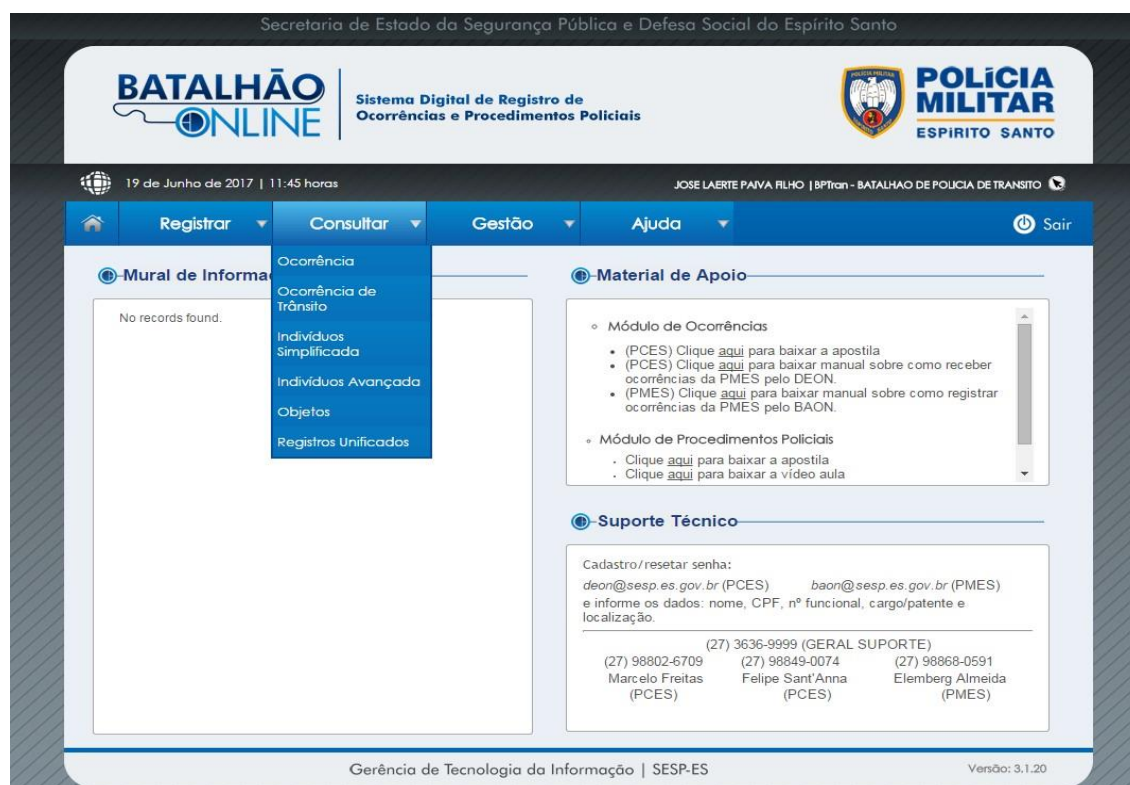 Secretaria de Estado da Segurança Pública e Defesa Social do Espírito Santo
BATALHÃO
ONLINE
Sistema Digital de Registro de
Ocorrências e Procedimentos Policiais
POLÍCIA
MILITAR
ESPÍRITO SANTO
19 de Junho de 2017 | 11:45 horas
JOSE LAERTE PAIVA FILHO | BPTran - BATALHAO DE POLICIA DE TRANSITO
Registrar
Consultar
Gestão
Ajuda
Sair
Ocorrência
Ocorrência de
Trânsito
Indivíduos
Simplificada
Indivíduos Avançada
Objetos
Registros Unificados
Mural de Informa
No records found.
Material de Apoio
Módulo de Ocorrências
(PCES) Clique aqui para baixar a apostila
(PCES) Clique aqui para baixar manual sobre como receber
ocorrências da PMES pelo DEON.
(PMES) Clique aqui para baixar manual sobre como registrar
ocorrências da PMES pelo BAON.
Módulo de Procedimentos Policiais
Clique aqui para baixar a apostila
Clique aqui para baixar a vídeo aula
Suporte Técnico
Cadastro/resetar senha:
deon@sesp.es.gov.br (PCES) baon@sesp.es.gov.br (PMES)
e informe os dados: nome, CPF, nº funcional, cargo/patente e
localização.
(27) 3636-9999 (GERAL SUPORTE)
(27) 98802-6709 (27) 98849-0074 (27) 98868-0591
Marcelo Freitas Felipe Sant'Anna Elemberg Almeida
(PCES) (PCES) (PMES)
Gerência de Tecnologia da Informação | SESP-ES
Versão: 3.1.20